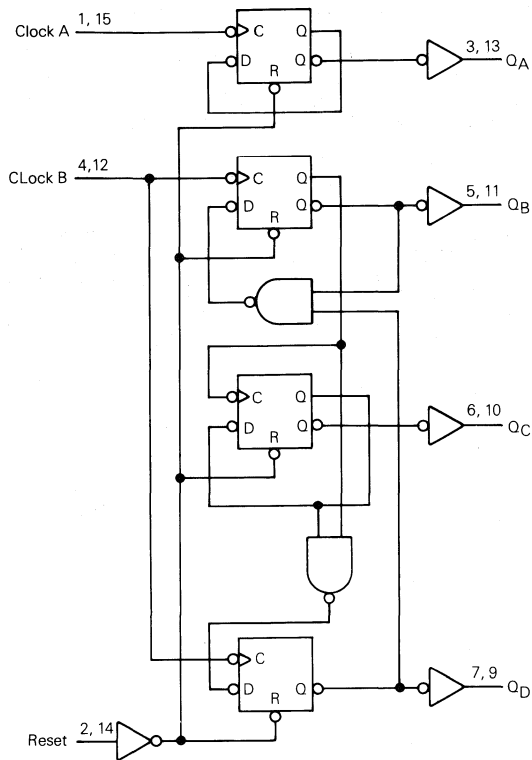 Clock A 1, 15
C Q
D Q
R
3, 13 QA
CLock B 4,12
C Q
D Q
R
5, 11 QB
C Q
D Q
R
6, 10 QC
C
D Q
R
7, 9 QD
Reset 2, 14